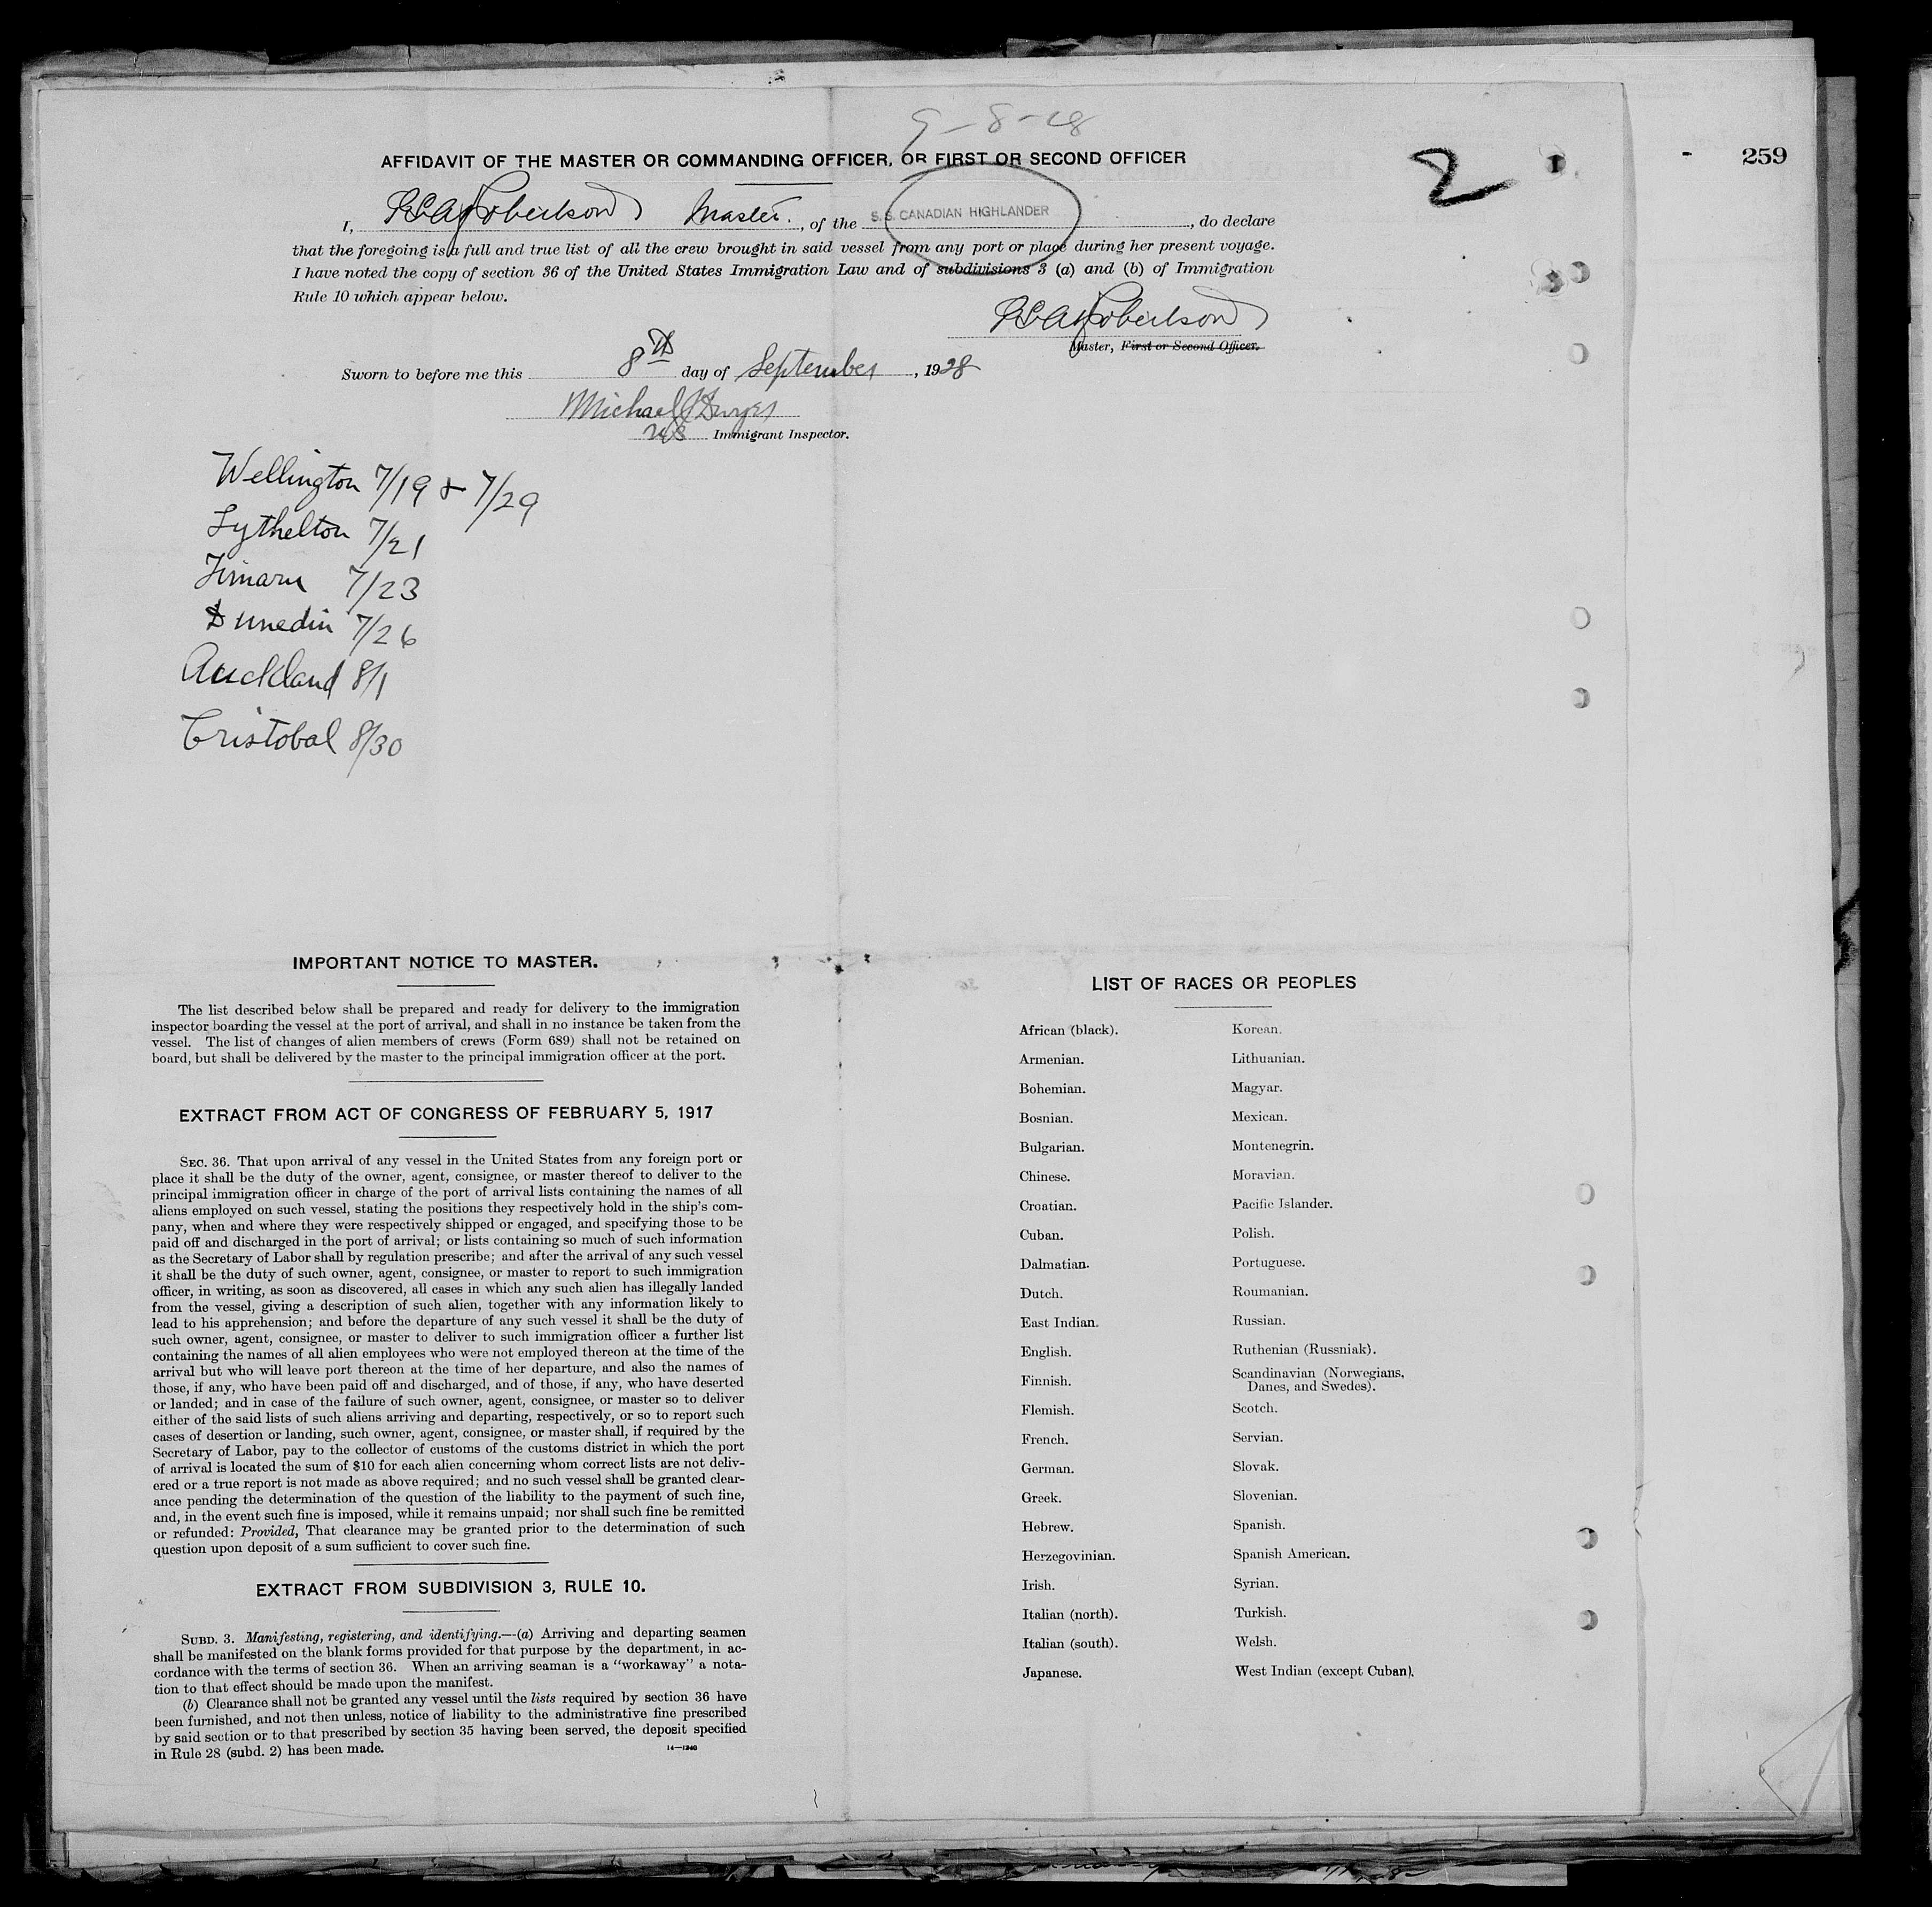 9-8-28
AFFIDAVIT OF THE MASTER OR COMMANDING OFFICER, OR FIRST OR SECOND OFFICER
2
1
259
I, Robertson Master., of the S. S. CANADIAN HIGHLANDER, do declare
that the foregoing is a full and true list of all the crew brought in said vessel from any port or place during her present voyage.
I have noted the copy of section 36 of the United States Immigration Law and of subdivisions 3 (a) and (b) of Immigration
Rule 10 which appear below.
Robertson
Master, First or Second Officer.
Sworn to before me this 8th day of September, 1928
Michael Dwyer
Immigrant Inspector.
Wellington 7/19 & 7/29
Lythelton 7/21
Timaru 7/23
Dunedin 7/26
Auckland 8/1
Cristobal 8/30
IMPORTANT NOTICE TO MASTER.
The list described below shall be prepared and ready for delivery to the immigration
inspector boarding the vessel at the port of arrival, and shall in no instance be taken from the
vessel. The list of changes of alien members of crews (Form 689) shall not be retained on
board, but shall be delivered by the master to the principal immigration officer at the port.
EXTRACT FROM ACT OF CONGRESS OF FEBRUARY 5, 1917
SEC. 36. That upon arrival of any vessel in the United States from any foreign port or
place it shall be the duty of the owner, agent, consignee, or master thereof to deliver to the
principal immigration officer in charge of the port of arrival lists containing the names of all
aliens employed on such vessel, stating the positions they respectively hold in the ship's com-
pany, when and where they were respectively shipped or engaged, and specifying those to be
paid off and discharged in the port of arrival; or lists containing so much of such information
as the Secretary of Labor shall by regulation prescribe; and after the arrival of any such vessel
it shall be the duty of such owner, agent, consignee, or master to report to such immigration
officer, in writing, as soon as discovered, all cases in which any such alien has illegally landed
from the vessel, giving a description of such alien, together with any information likely to
lead to his apprehension; and before the departure of any such vessel it shall be the duty of
such owner, agent, consignee, or master to deliver to such immigration officer a further list
containing the names of all alien employees who were not employed thereon at the time of the
arrival but who will leave port thereon at the time of her departure, and also the names of
those, if any, who have been paid off and discharged, and of those, if any, who have deserted
or landed; and in case of the failure of such owner, agent, consignee, or master so to deliver
either of the said lists of such aliens arriving and departing, respectively, or so to report such
cases of desertion or landing, such owner, agent, consignee, or master shall, if required by the
Secretary of Labor, pay to the collector of customs of the customs district in which the port
of arrival is located the sum of $10 for each alien concerning whom correct lists are not deliv-
ered or a true report is not made as above required; and no such vessel shall be granted clear-
ance pending the determination of the question of the liability to the payment of such fine,
and, in the event such fine is imposed, while it remains unpaid; nor shall such fine be remitted
or refunded: Provided, That clearance may be granted prior to the determination of such
question upon deposit of a sum sufficient to cover such fine.
EXTRACT FROM SUBDIVISION 3, RULE 10.
SUBD. 3. Manifesting, registering, and identifying.—(a) Arriving and departing seamen
shall be manifested on the blank forms provided for that purpose by the department, in ac-
cordance with the terms of section 36. When an arriving seaman is a "workaway" a nota-
tion to that effect should be made upon the manifest.
(b) Clearance shall not be granted any vessel until the lists required by section 36 have
been furnished, and not then unless, notice of liability to the administrative fine prescribed
by said section or to that prescribed by section 35 having been served, the deposit specified
in Rule 28 (subd. 2) has been made.
14—1240
LIST OF RACES OR PEOPLES
African (black).
Armenian.
Bohemian.
Bosnian.
Bulgarian.
Chinese.
Croatian.
Cuban.
Dalmatian.
Dutch.
East Indian.
English.
Finnish.
Flemish.
French.
German.
Greek.
Hebrew.
Herzegovinian.
Irish.
Italian (north).
Italian (south).
Japanese.
Korean.
Lithuanian.
Magyar.
Mexican.
Montenegrin.
Moravian.
Pacific Islander.
Polish.
Portuguese.
Roumanian.
Russian.
Ruthenian (Russniak).
Scandinavian (Norwegians,
Danes, and Swedes).
Scotch.
Servian.
Slovak.
Slovenian.
Spanish.
Spanish American.
Syrian.
Turkish.
Welsh.
West Indian (except Cuban).